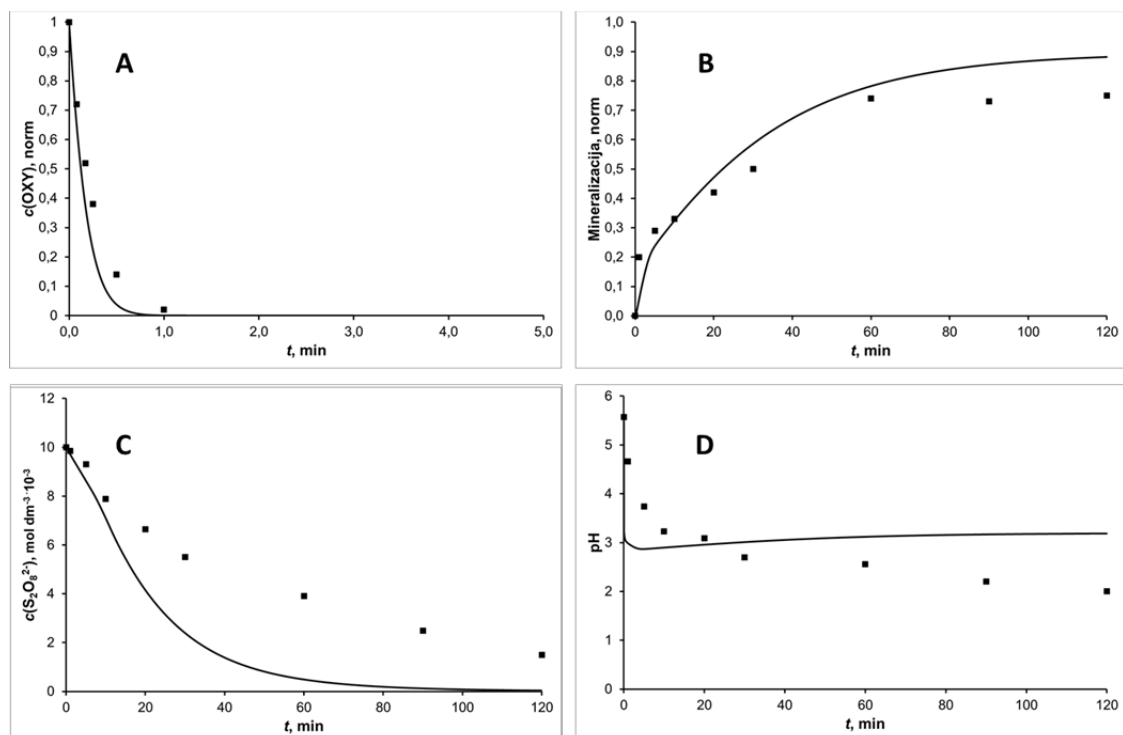 A
c(OXY), norm
1
0,9
0,8
0,7
0,6
0,5
0,4
0,3
0,2
0,1
0
0,0 1,0 2,0 3,0 4,0 5,0
t, min
B
Mineralizacija, norm
1,0
0,9
0,8
0,7
0,6
0,5
0,4
0,3
0,2
0,1
0,0
0 20 40 60 80 100 120
t, min
C
c(S₂O₈²⁻), mol dm⁻³·10⁻³
12
10
8
6
4
2
0
0 20 40 60 80 100 120
t, min
D
pH
6
5
4
3
2
1
0
0 20 40 60 80 100 120
t, min